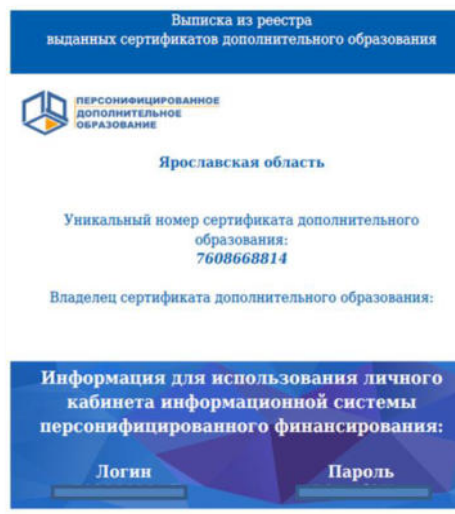 Выписка из реестра
выданных сертификатов дополнительного образования
ПЕРСОНИФИЦИРОВАННОЕ
ДОПОЛНИТЕЛЬНОЕ
ОБРАЗОВАНИЕ
Ярославская область
Уникальный номер сертификата дополнительного
образования:
7608668814
Владелец сертификата дополнительного образования:
Информация для использования личного
кабинета информационной системы
персонифицированного финансирования:
Логин Пароль